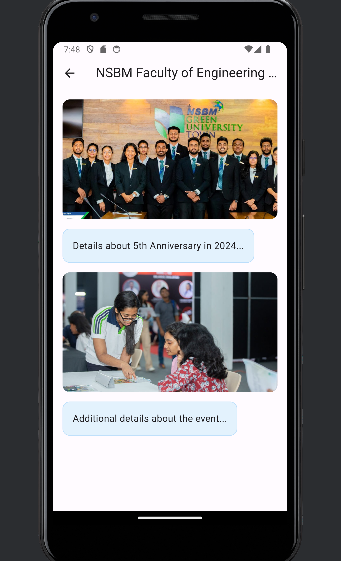 7:48
NSBM Faculty of Engineering ...
NSBM
GREEN
UNIVERSITY
TOWN
Details about 5th Anniversary in 2024...
Additional details about the event...